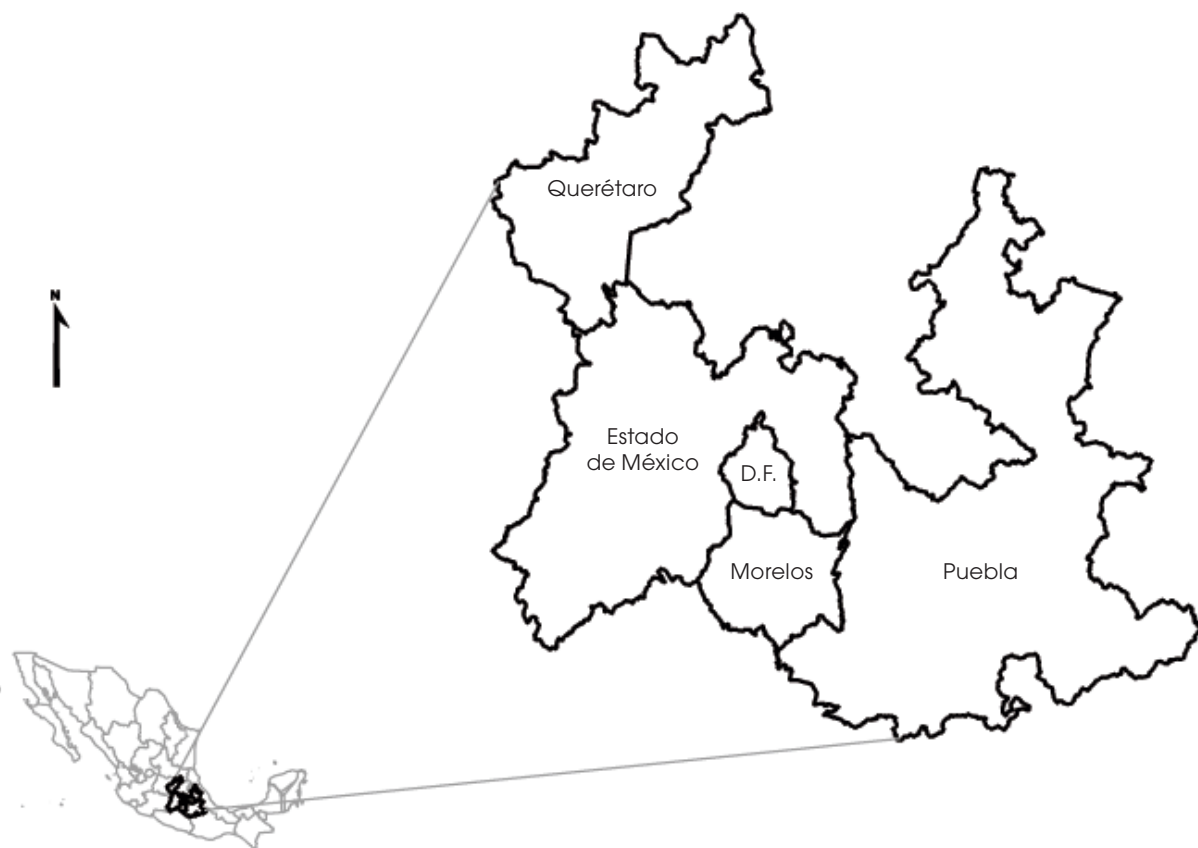 Querétaro
N
Estado
de México
D.F.
Morelos
Puebla